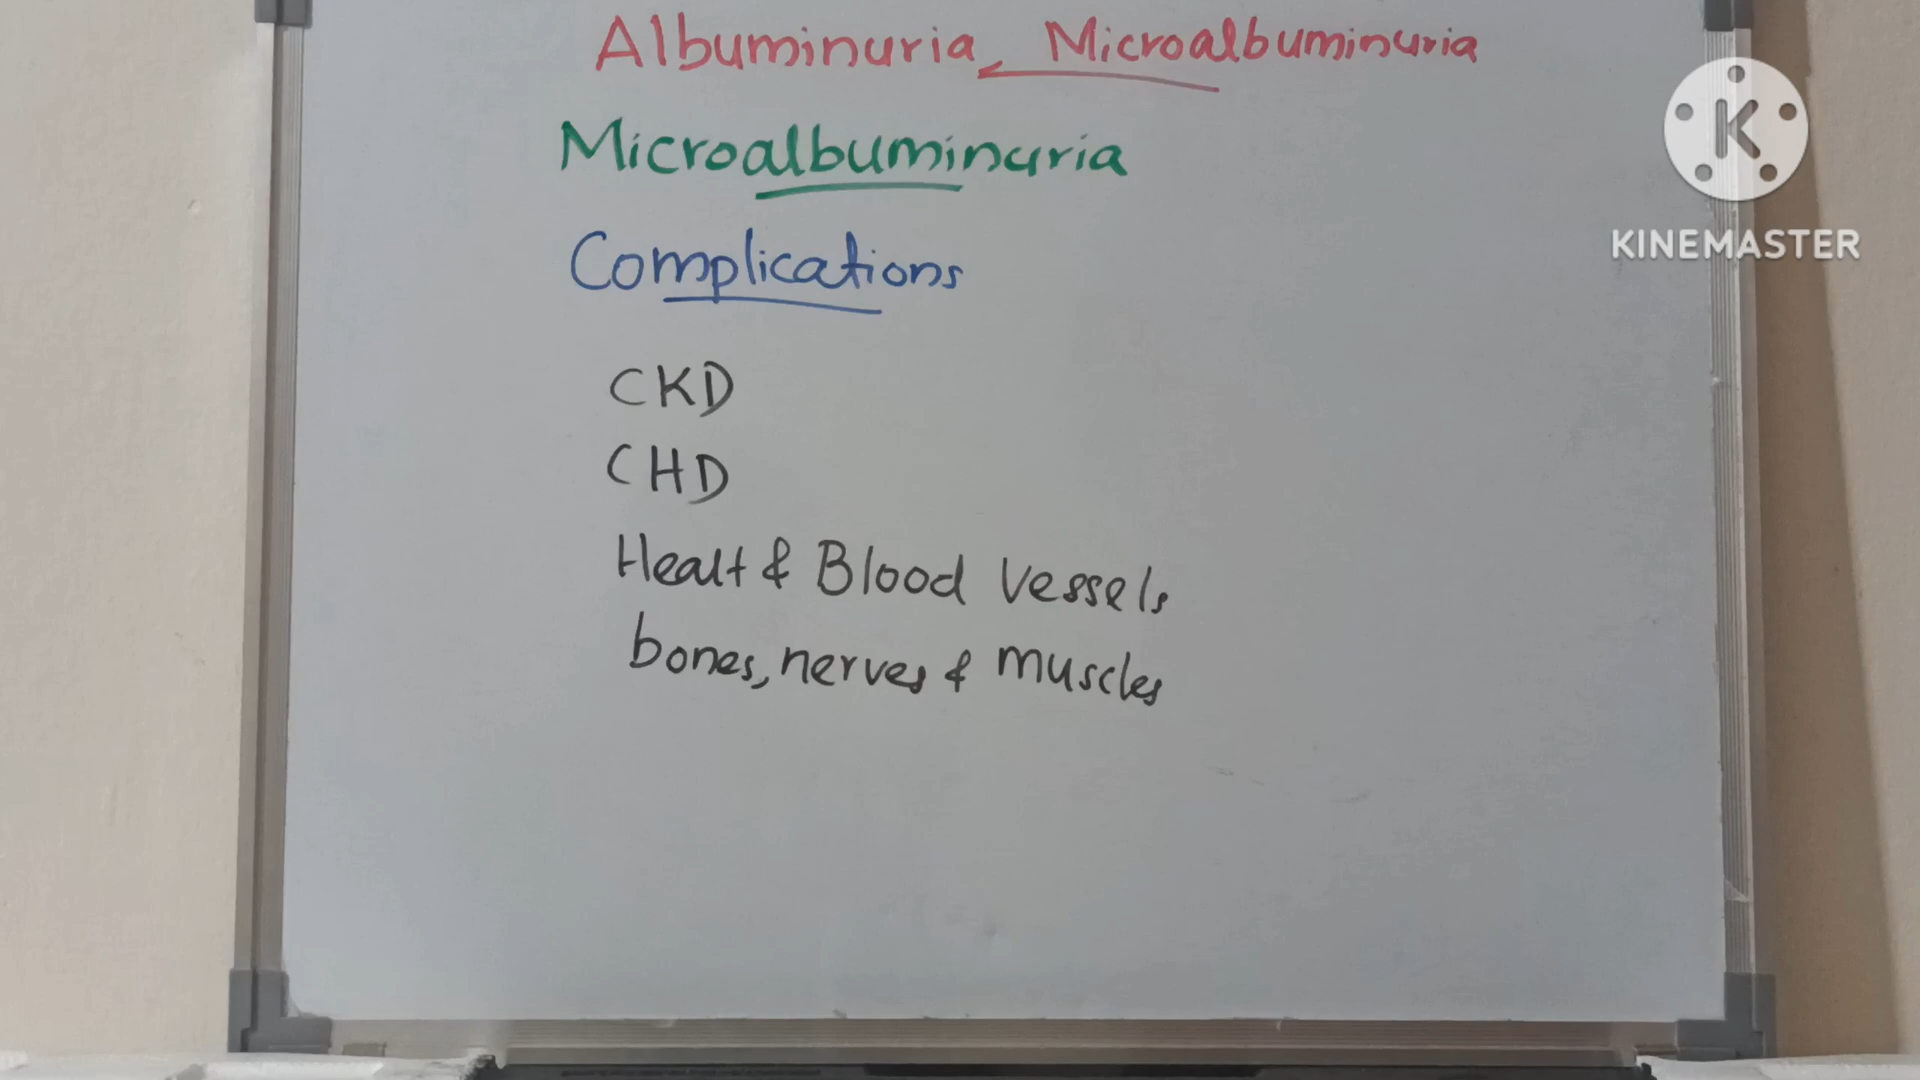 Albuminuria, Microalbuminuria
Microalbuminuria
Complications
CKD
CHD
Healt & Blood Vessels
bones, nerves & muscles
K
KINEMASTER